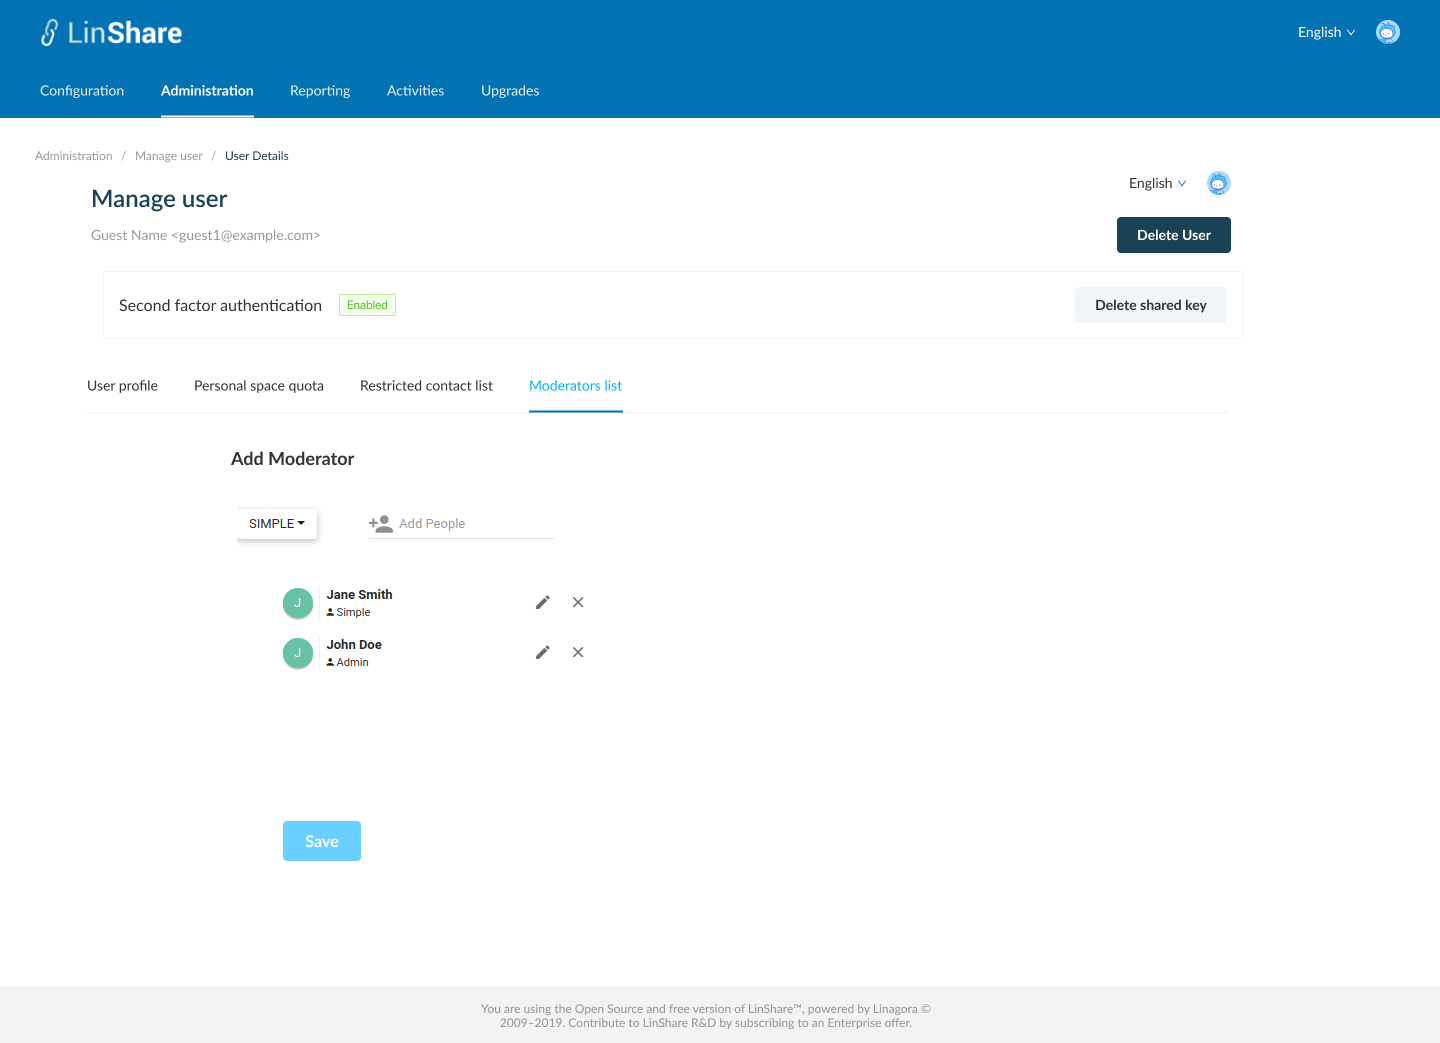 LinShare
English
Configuration Administration Reporting Activities Upgrades
Administration / Manage user / User Details
English
Manage user
Guest Name <guest1@example.com>
Delete User
Second factor authentication Enabled Delete shared key
User profile Personal space quota Restricted contact list Moderators list
Add Moderator
SIMPLE Add People
J Jane Smith
Simple
J John Doe
Admin
Save
You are using the Open Source and free version of LinShare™, powered by Linagora ©
2009–2019. Contribute to LinShare R&D by subscribing to an Enterprise offer.